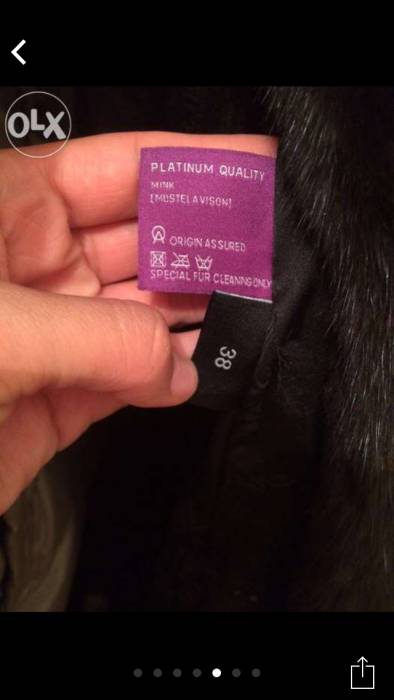 OLX
PLATINUM QUALITY
MINK
[MUSTELA VISON]
ORIGIN ASSURED
SPECIAL FUR CLEANING ONLY
38